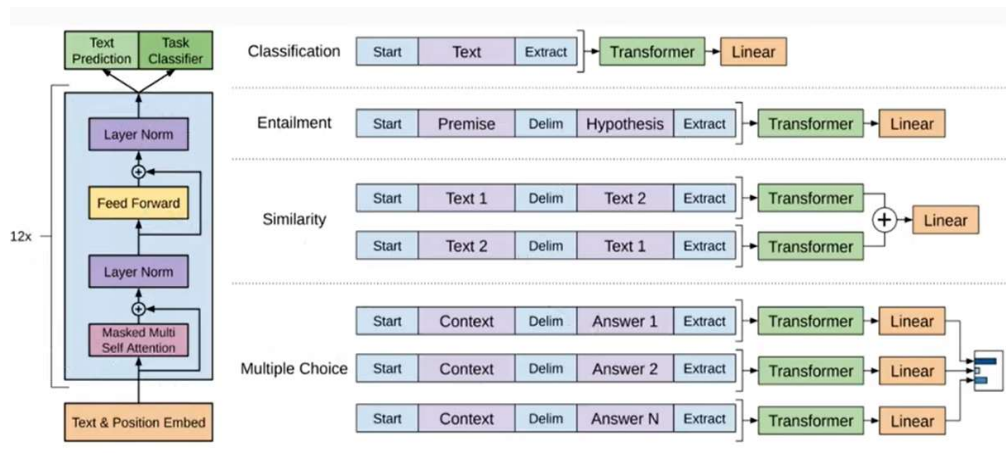 Text
Prediction
Task
Classifier
12x
Layer Norm
+
Feed Forward
Layer Norm
+
Masked Multi
Self Attention
Text & Position Embed
Classification
Start
Text
Extract
Transformer
Linear
Entailment
Start
Premise
Delim
Hypothesis
Extract
Transformer
Linear
Similarity
Start
Text 1
Delim
Text 2
Extract
Transformer
Start
Text 2
Delim
Text 1
Extract
Transformer
+
Linear
Multiple Choice
Start
Context
Delim
Answer 1
Extract
Transformer
Linear
Start
Context
Delim
Answer 2
Extract
Transformer
Linear
Start
Context
Delim
Answer N
Extract
Transformer
Linear